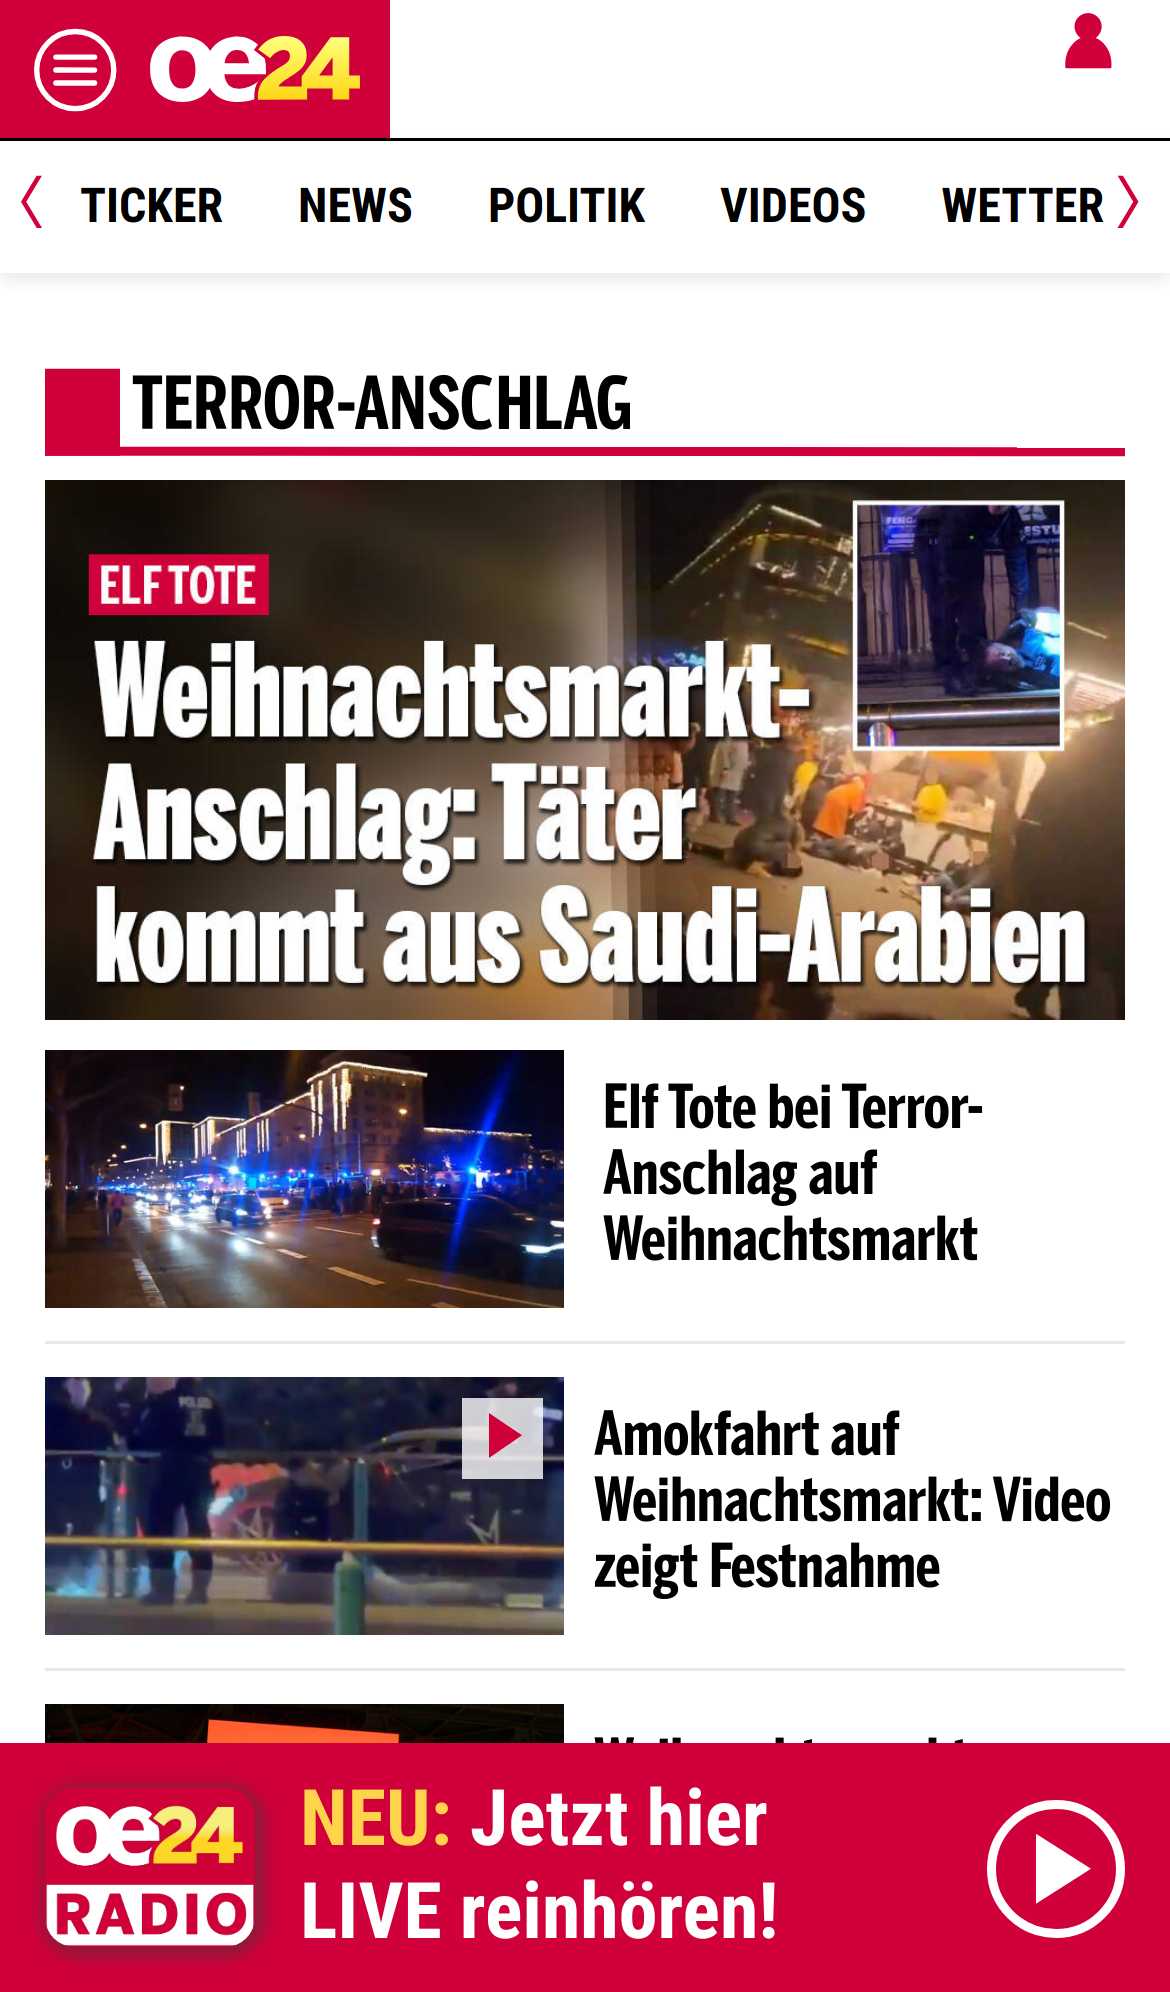 oe24
TICKER NEWS POLITIK VIDEOS WETTER
TERROR-ANSCHLAG
ELF TOTE
Weihnachtsmarkt-
Anschlag: Täter
kommt aus Saudi-Arabien
Elf Tote bei Terror-
Anschlag auf
Weihnachtsmarkt
POLIZEI
Amokfahrt auf
Weihnachtsmarkt: Video
zeigt Festnahme
oe24
RADIO
NEU: Jetzt hier
LIVE reinhören!